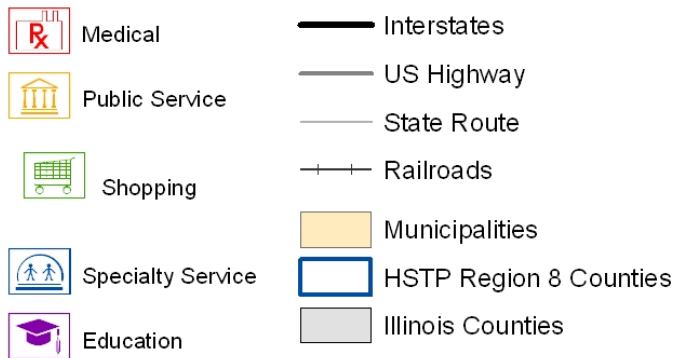 Rx
Medical
Public Service
Shopping
Specialty Service
Education
Interstates
US Highway
State Route
Railroads
Municipalities
HSTP Region 8 Counties
Illinois Counties